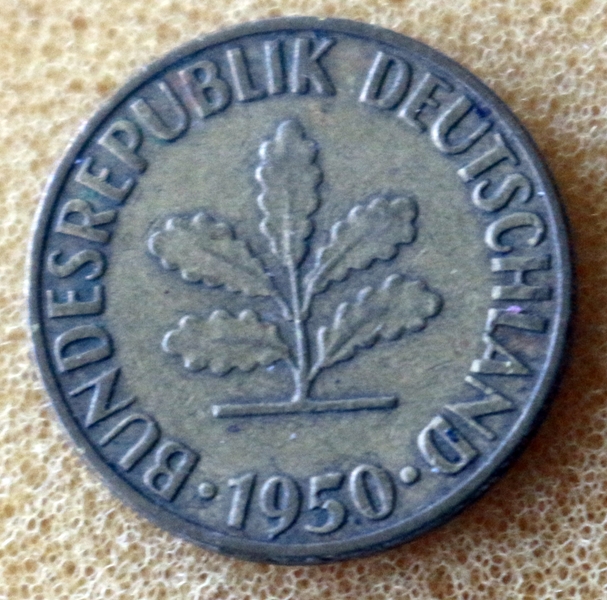 BUNDESREPUBLIK DEUTSCHLAND
· 1950 ·